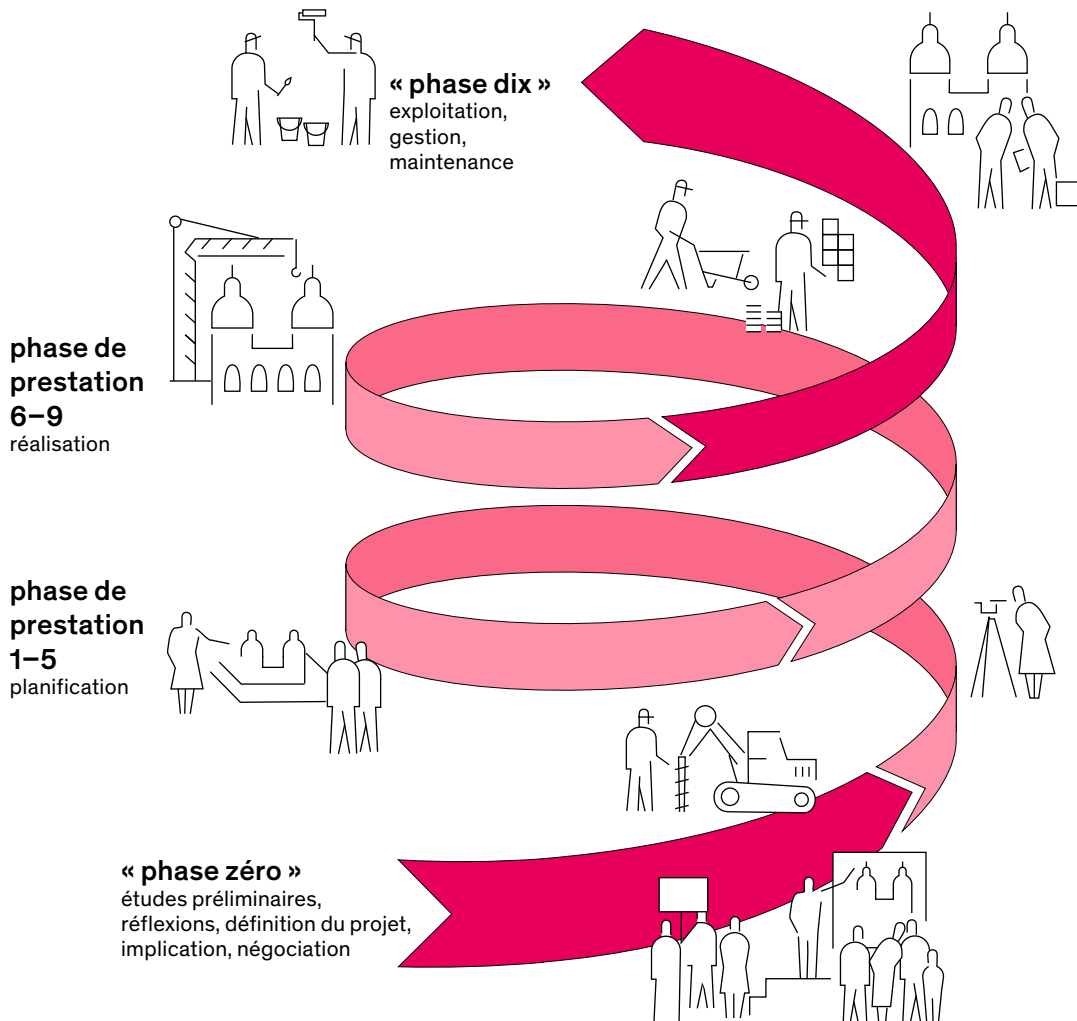 « phase dix »
exploitation,
gestion,
maintenance
phase de
prestation
6–9
réalisation
phase de
prestation
1–5
planification
« phase zéro »
études préliminaires,
réflexions, définition du projet,
implication, négociation